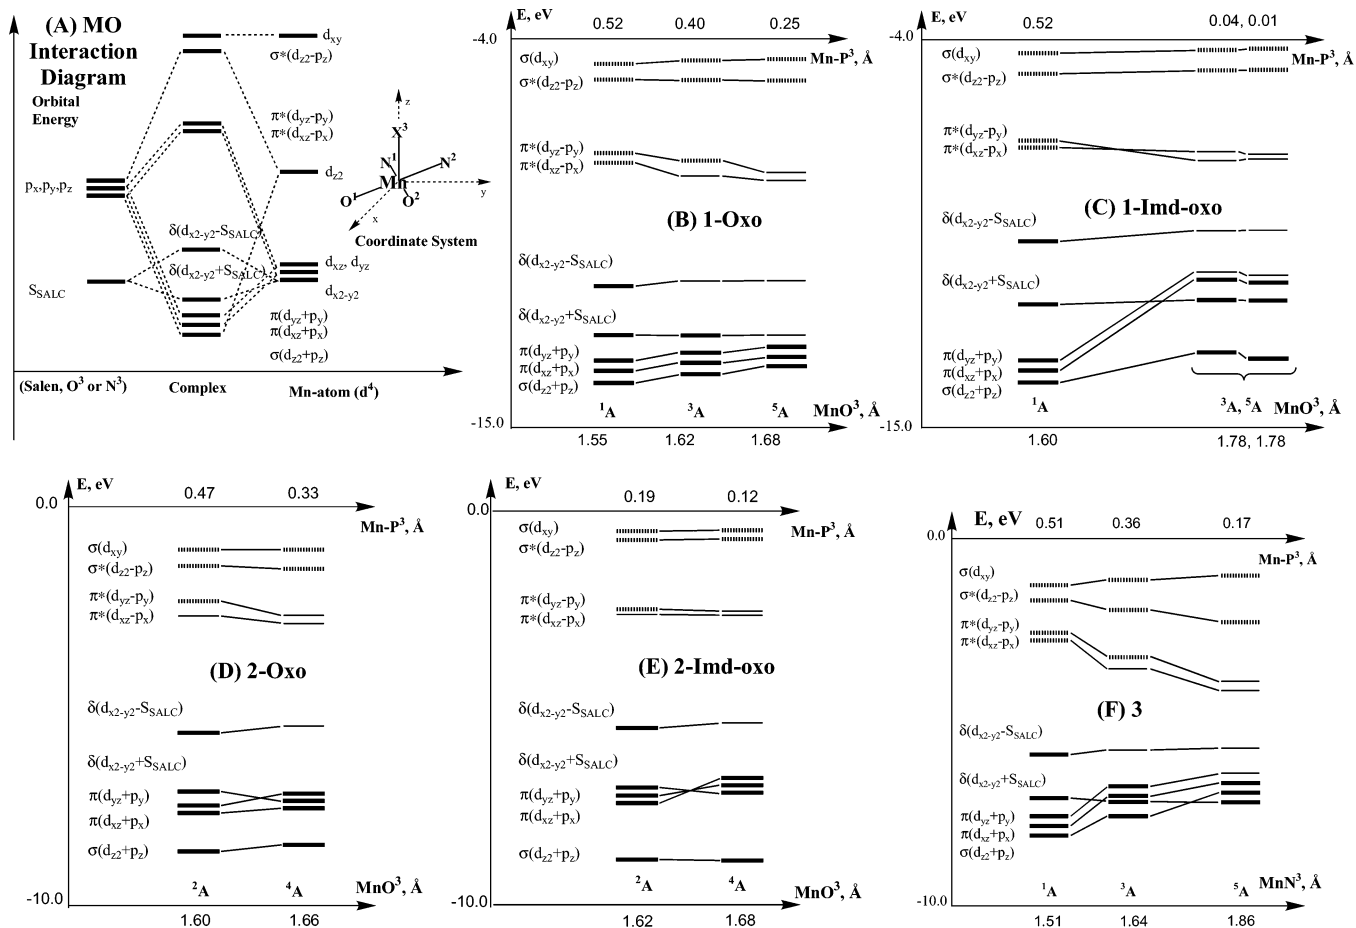 (A) MO
Interaction
Diagram
Orbital
Energy
dxy
σ*(dz2-pz)
π*(dyz-py)
π*(dxz-px)
px,py,pz
dz2
δ(dx2-y2-SSALC)
δ(dx2-y2+SSALC)
dxz, dyz
SSALC
dx2-y2
π(dyz+py)
π(dxz+px)
σ(dz2+pz)
(Salen, O³ or N³)
Complex
Mn-atom (d⁴)
z
X³
N¹
N²
Mn
O¹
O²
y
x
Coordinate System
E, eV
0.52
0.40
0.25
-4.0
Mn-P³, Å
σ(dxy)
σ*(dz2-pz)
π*(dyz-py)
π*(dxz-px)
(B) 1-Oxo
δ(dx2-y2-SSALC)
δ(dx2-y2+SSALC)
π(dyz+py)
π(dxz+px)
σ(dz2+pz)
¹A
³A
⁵A
MnO³, Å
-15.0
1.55
1.62
1.68
E, eV
0.52
0.04, 0.01
-4.0
Mn-P³, Å
σ(dxy)
σ*(dz2-pz)
π*(dyz-py)
π*(dxz-px)
(C) 1-Imd-oxo
δ(dx2-y2-SSALC)
δ(dx2-y2+SSALC)
π(dyz+py)
π(dxz+px)
σ(dz2+pz)
¹A
³A, ⁵A
MnO³, Å
-15.0
1.60
1.78, 1.78
E, eV
0.47
0.33
0.0
Mn-P³, Å
σ(dxy)
σ*(dz2-pz)
π*(dyz-py)
π*(dxz-px)
(D) 2-Oxo
δ(dx2-y2-SSALC)
δ(dx2-y2+SSALC)
π(dyz+py)
π(dxz+px)
σ(dz2+pz)
²A
⁴A
MnO³, Å
-10.0
1.60
1.66
E, eV
0.19
0.12
0.0
Mn-P³, Å
σ(dxy)
σ*(dz2-pz)
π*(dyz-py)
π*(dxz-px)
(E) 2-Imd-oxo
δ(dx2-y2-SSALC)
δ(dx2-y2+SSALC)
π(dyz+py)
π(dxz+px)
σ(dz2+pz)
²A
⁴A
MnO³, Å
-10.0
1.62
1.68
E, eV
0.51
0.36
0.17
0.0
Mn-P³, Å
σ(dxy)
σ*(dz2-pz)
π*(dyz-py)
π*(dxz-px)
(F) 3
δ(dx2-y2-SSALC)
δ(dx2-y2+SSALC)
π(dyz+py)
π(dxz+px)
σ(dz2+pz)
¹A
³A
⁵A
MnN³, Å
-10.0
1.51
1.64
1.86